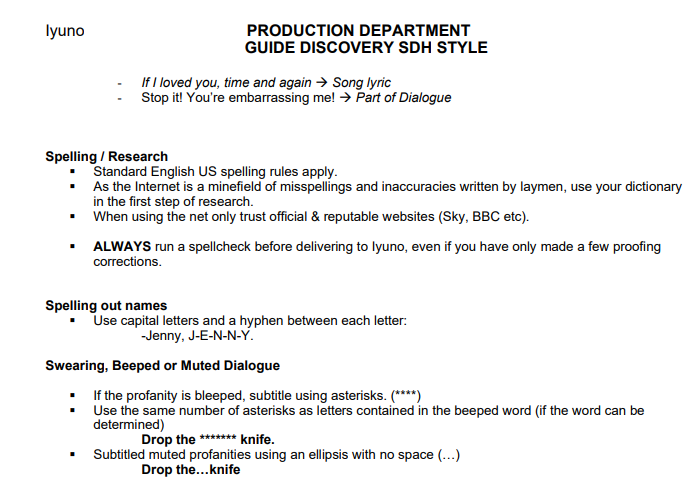 Iyuno
PRODUCTION DEPARTMENT
GUIDE DISCOVERY SDH STYLE
- If I loved you, time and again → Song lyric
- Stop it! You're embarrassing me! → Part of Dialogue
Spelling / Research
▪ Standard English US spelling rules apply.
▪ As the Internet is a minefield of misspellings and inaccuracies written by laymen, use your dictionary
in the first step of research.
▪ When using the net only trust official & reputable websites (Sky, BBC etc).
▪ ALWAYS run a spellcheck before delivering to Iyuno, even if you have only made a few proofing
corrections.
Spelling out names
▪ Use capital letters and a hyphen between each letter:
-Jenny, J-E-N-N-Y.
Swearing, Beeped or Muted Dialogue
▪ If the profanity is bleeped, subtitle using asterisks. (****)
▪ Use the same number of asterisks as letters contained in the beeped word (if the word can be
determined)
Drop the ******* knife.
▪ Subtitled muted profanities using an ellipsis with no space (…)
Drop the…knife